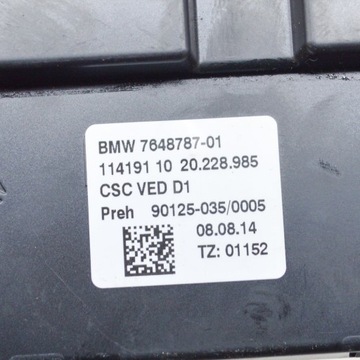 BMW 7648787-01
114191 10 20.228.985
CSC VED D1
Preh 90125-035/0005
08.08.14
TZ: 01152